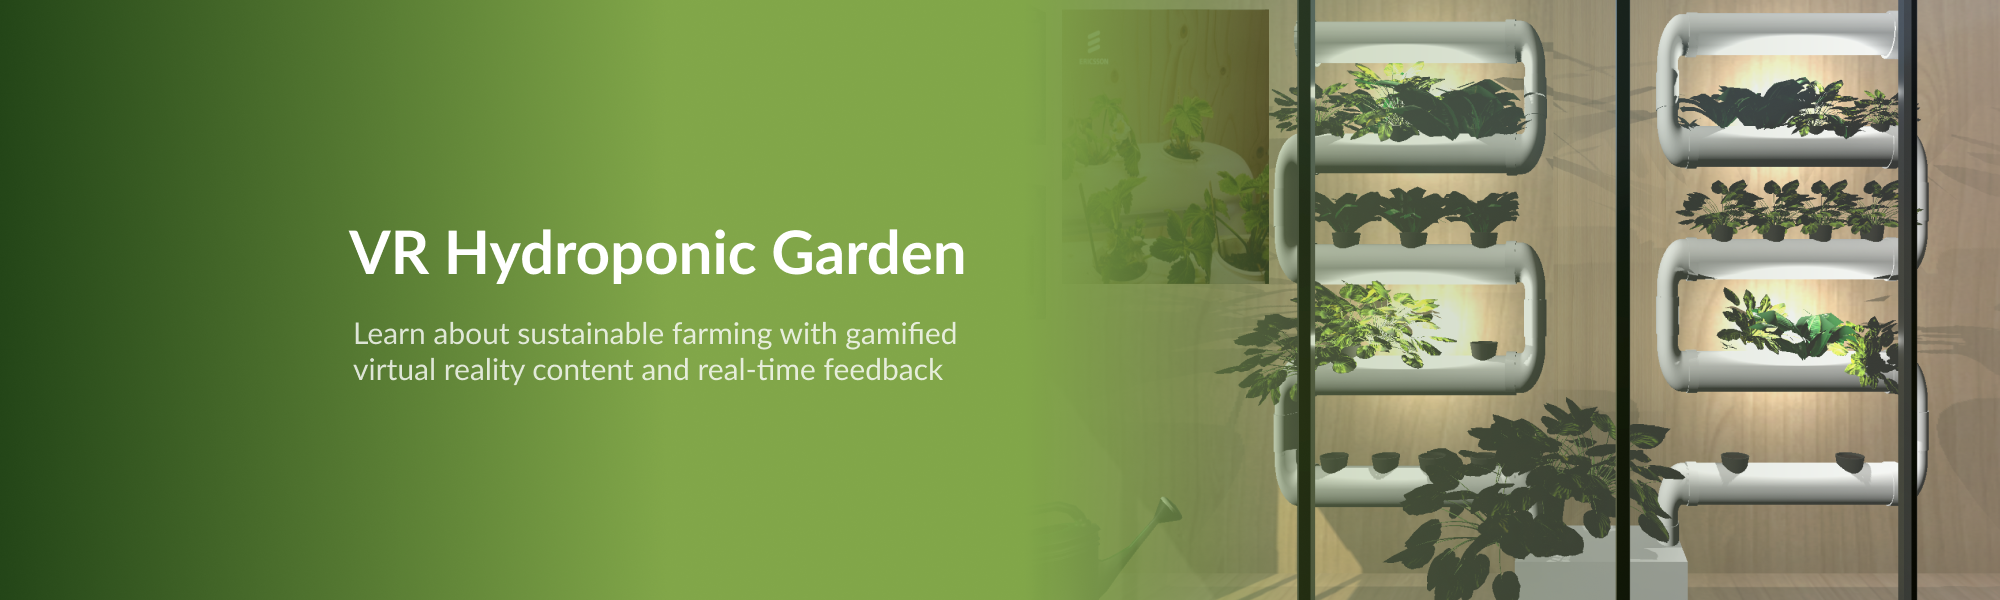 VR Hydroponic Garden
Learn about sustainable farming with gamified
virtual reality content and real-time feedback